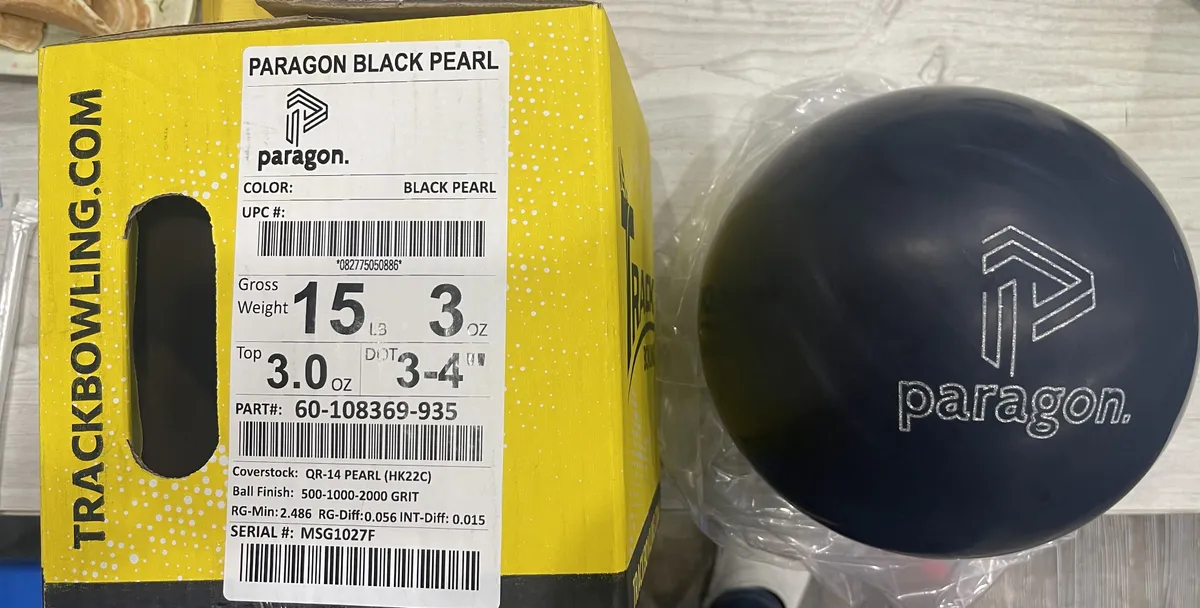 TRACKBOWLING.COM
PARAGON BLACK PEARL
paragon.
COLOR: BLACK PEARL
UPC #:
*082775050886*
Gross Weight 15 LB 3 OZ
Top 3.0 OZ DOT 3-4"
PART#: 60-108369-935
Coverstock: QR-14 PEARL (HK22C)
Ball Finish: 500-1000-2000 GRIT
RG-Min: 2.486 RG-Diff: 0.056 INT-Diff: 0.015
SERIAL #: MSG1027F
TRACK
paragon.